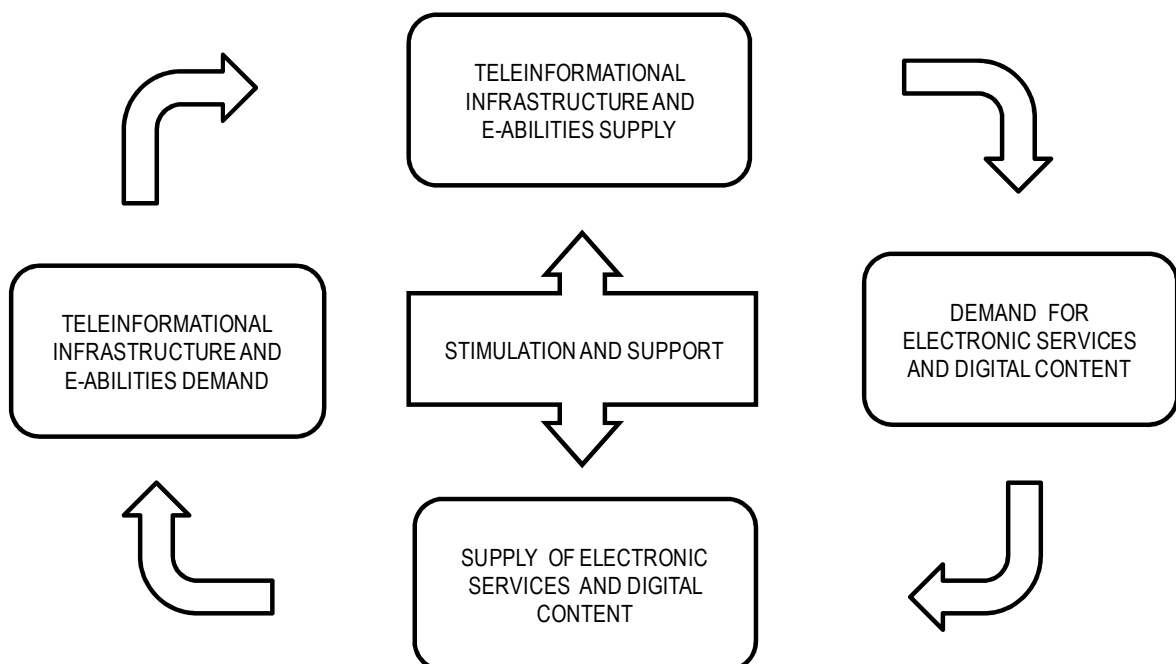 TELEINFORMATIONAL
INFRASTRUCTURE AND
E-ABILITIES SUPPLY
TELEINFORMATIONAL
INFRASTRUCTURE AND
E-ABILITIES DEMAND
STIMULATION AND SUPPORT
DEMAND FOR
ELECTRONIC SERVICES
AND DIGITAL CONTENT
SUPPLY OF ELECTRONIC
SERVICES AND DIGITAL
CONTENT